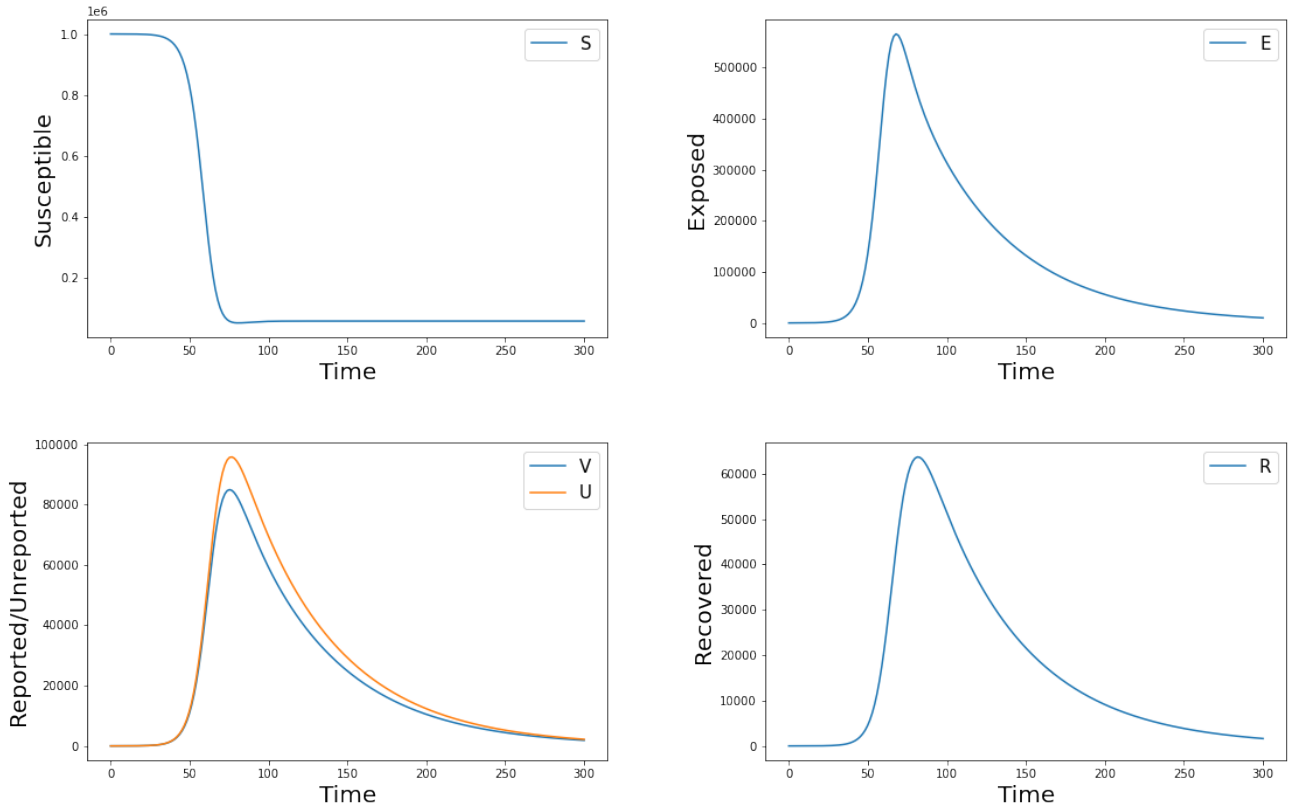 1e6
1.0
0.8
0.6
0.4
0.2
S
Susceptible
0 50 100 150 200 250 300
Time
500000
400000
300000
200000
100000
0
E
Exposed
0 50 100 150 200 250 300
Time
100000
80000
60000
40000
20000
0
V
U
Reported/Unreported
0 50 100 150 200 250 300
Time
60000
50000
40000
30000
20000
10000
0
R
Recovered
0 50 100 150 200 250 300
Time